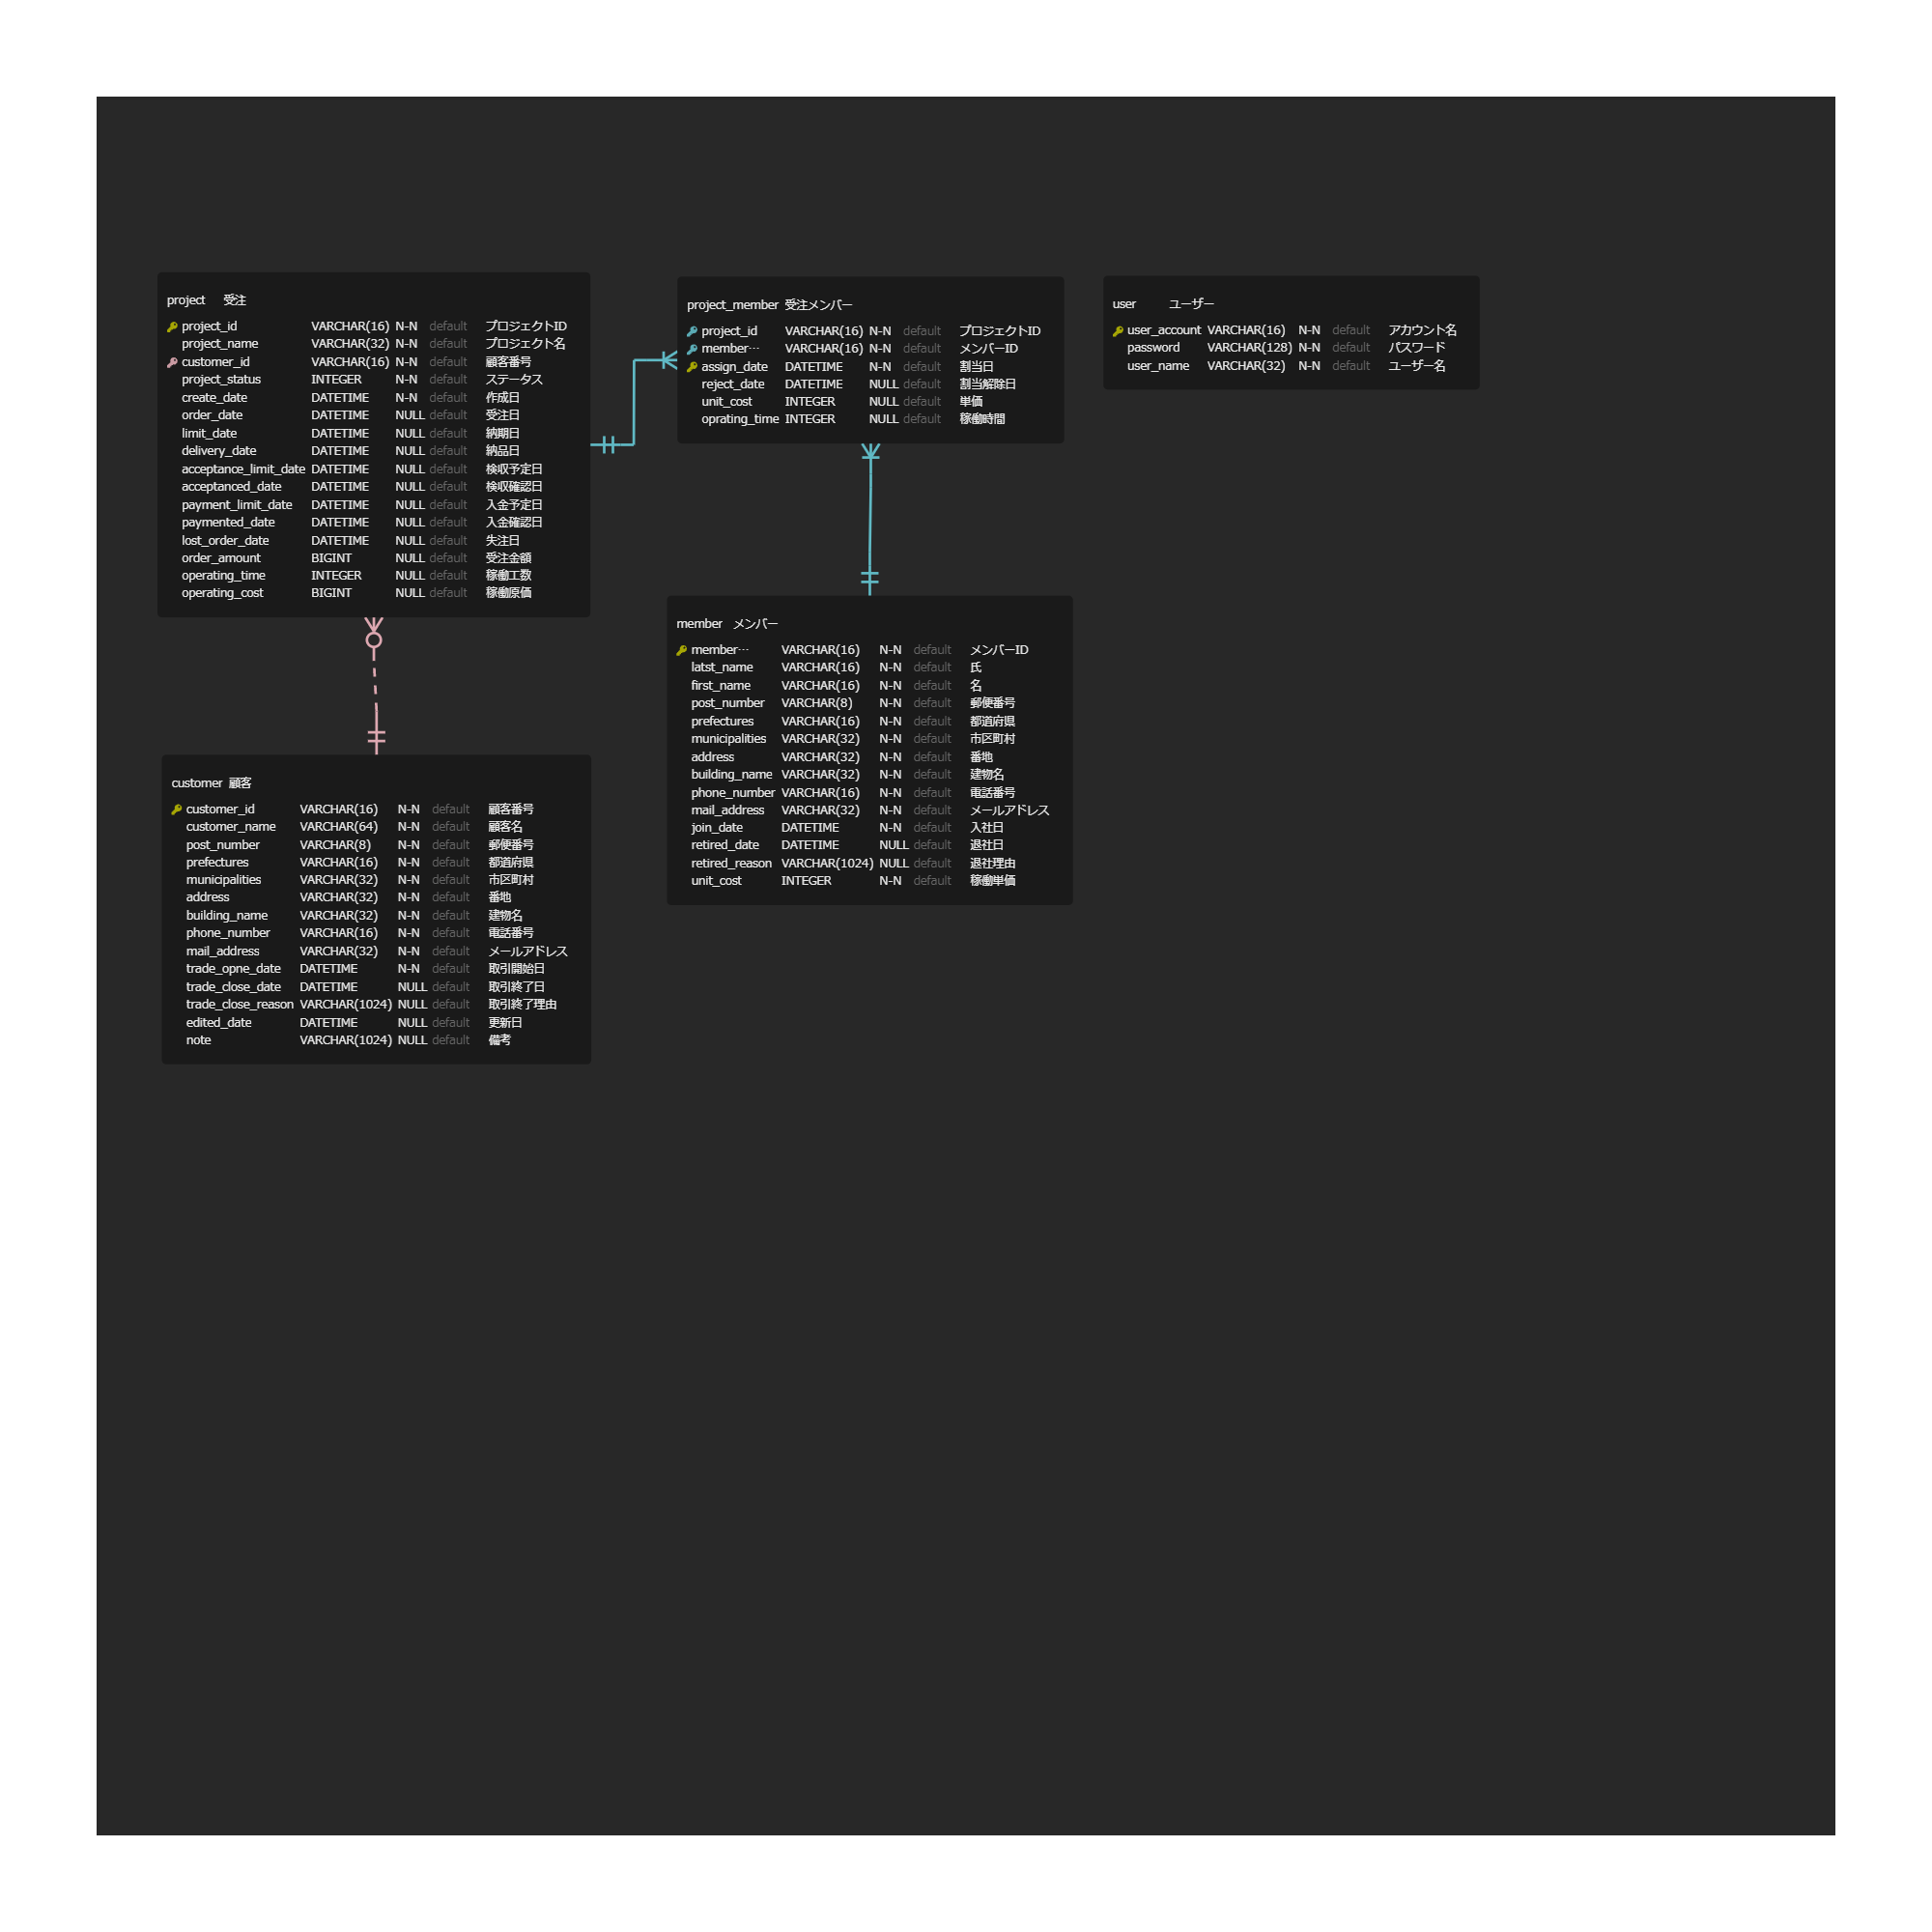 project 受注
project_id VARCHAR(16) N-N default プロジェクトID
project_name VARCHAR(32) N-N default プロジェクト名
customer_id VARCHAR(16) N-N default 顧客番号
project_status INTEGER N-N default ステータス
create_date DATETIME N-N default 作成日
order_date DATETIME NULL default 受注日
limit_date DATETIME NULL default 納期日
delivery_date DATETIME NULL default 納品日
acceptance_limit_date DATETIME NULL default 検収予定日
acceptanced_date DATETIME NULL default 検収確認日
payment_limit_date DATETIME NULL default 入金予定日
paymented_date DATETIME NULL default 入金確認日
lost_order_date DATETIME NULL default 失注日
order_amount BIGINT NULL default 受注金額
operating_time INTEGER NULL default 稼働工数
operating_cost BIGINT NULL default 稼働原価
project_member 受注メンバー
project_id VARCHAR(16) N-N default プロジェクトID
member… VARCHAR(16) N-N default メンバーID
assign_date DATETIME N-N default 割当日
reject_date DATETIME NULL default 割当解除日
unit_cost INTEGER NULL default 単価
oprating_time INTEGER NULL default 稼働時間
user ユーザー
user_account VARCHAR(16) N-N default アカウント名
password VARCHAR(128) N-N default パスワード
user_name VARCHAR(32) N-N default ユーザー名
member メンバー
member… VARCHAR(16) N-N default メンバーID
latst_name VARCHAR(16) N-N default 氏
first_name VARCHAR(16) N-N default 名
post_number VARCHAR(8) N-N default 郵便番号
prefectures VARCHAR(16) N-N default 都道府県
municipalities VARCHAR(32) N-N default 市区町村
address VARCHAR(32) N-N default 番地
building_name VARCHAR(32) N-N default 建物名
phone_number VARCHAR(16) N-N default 電話番号
mail_address VARCHAR(32) N-N default メールアドレス
join_date DATETIME N-N default 入社日
retired_date DATETIME NULL default 退社日
retired_reason VARCHAR(1024) NULL default 退社理由
unit_cost INTEGER N-N default 稼働単価
customer 顧客
customer_id VARCHAR(16) N-N default 顧客番号
customer_name VARCHAR(64) N-N default 顧客名
post_number VARCHAR(8) N-N default 郵便番号
prefectures VARCHAR(16) N-N default 都道府県
municipalities VARCHAR(32) N-N default 市区町村
address VARCHAR(32) N-N default 番地
building_name VARCHAR(32) N-N default 建物名
phone_number VARCHAR(16) N-N default 電話番号
mail_address VARCHAR(32) N-N default メールアドレス
trade_opne_date DATETIME N-N default 取引開始日
trade_close_date DATETIME NULL default 取引終了日
trade_close_reason VARCHAR(1024) NULL default 取引終了理由
edited_date DATETIME NULL default 更新日
note VARCHAR(1024) NULL default 備考